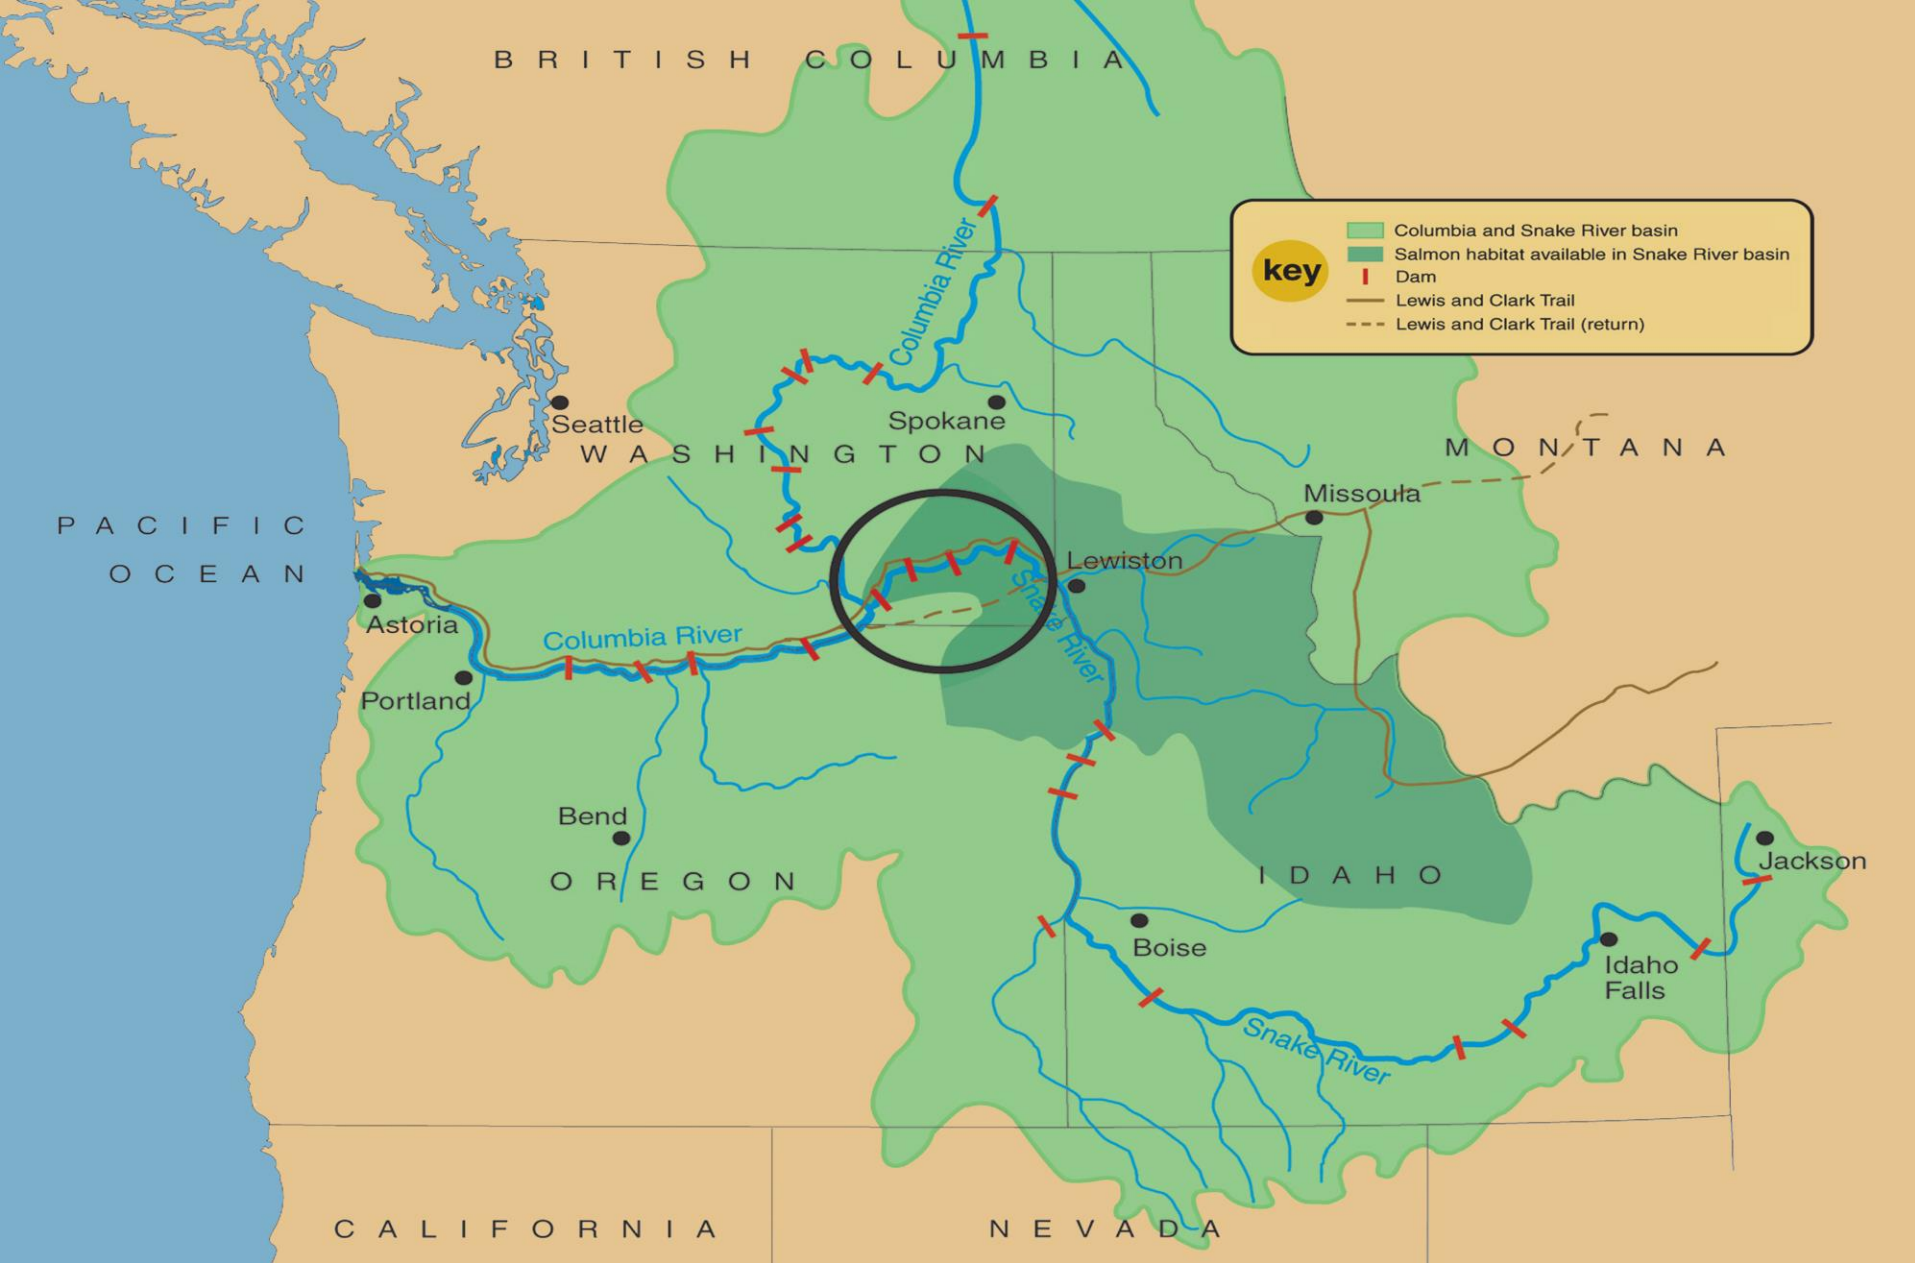 BRITISH COLUMBIA
key
Columbia and Snake River basin
Salmon habitat available in Snake River basin
Dam
Lewis and Clark Trail
Lewis and Clark Trail (return)
Columbia River
Seattle
Spokane
WASHINGTON
MONTANA
Missoula
PACIFIC
OCEAN
Lewiston
Snake River
Astoria
Columbia River
Portland
Bend
OREGON
IDAHO
Jackson
Boise
Idaho
Falls
Snake River
CALIFORNIA
NEVADA